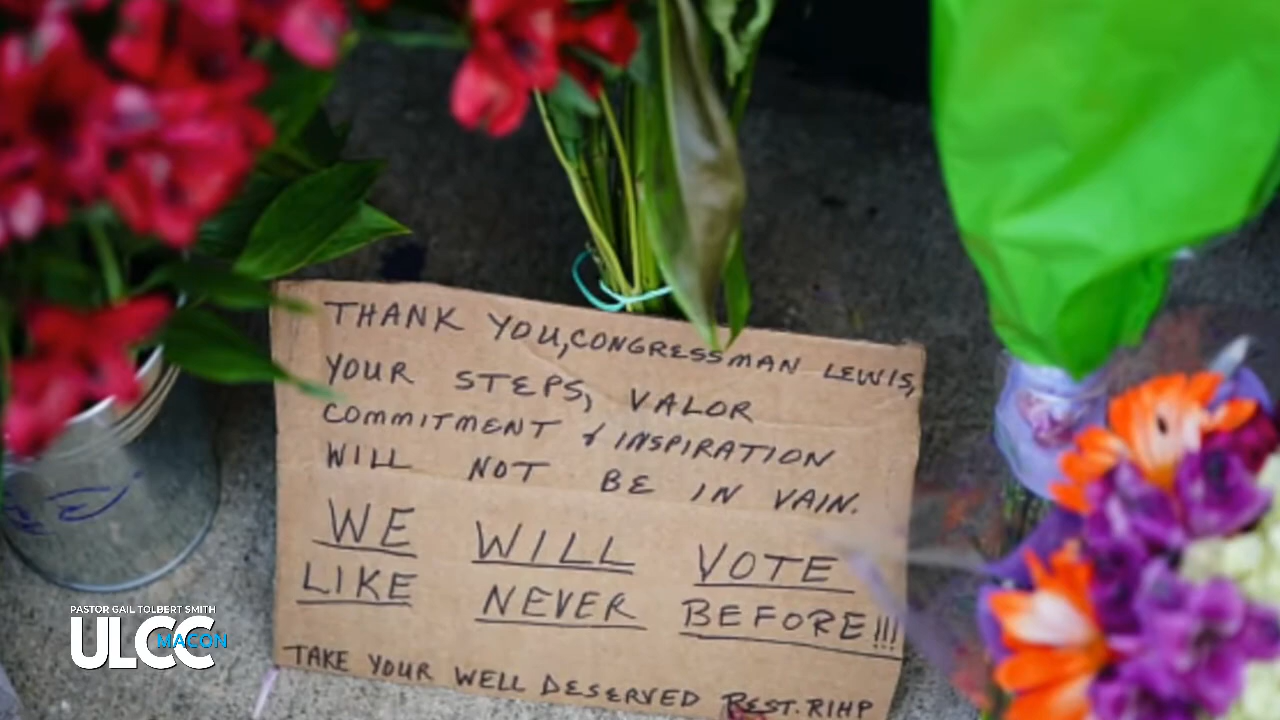 THANK YOU, CONGRESSMAN LEWIS,
YOUR STEPS, VALOR
COMMITMENT & INSPIRATION
WILL NOT BE IN VAIN.
WE WILL VOTE
LIKE NEVER BEFORE!!!
TAKE YOUR WELL DESERVED REST. RIHP
PASTOR GAIL TOLBERT SMITH
ULCC MACON